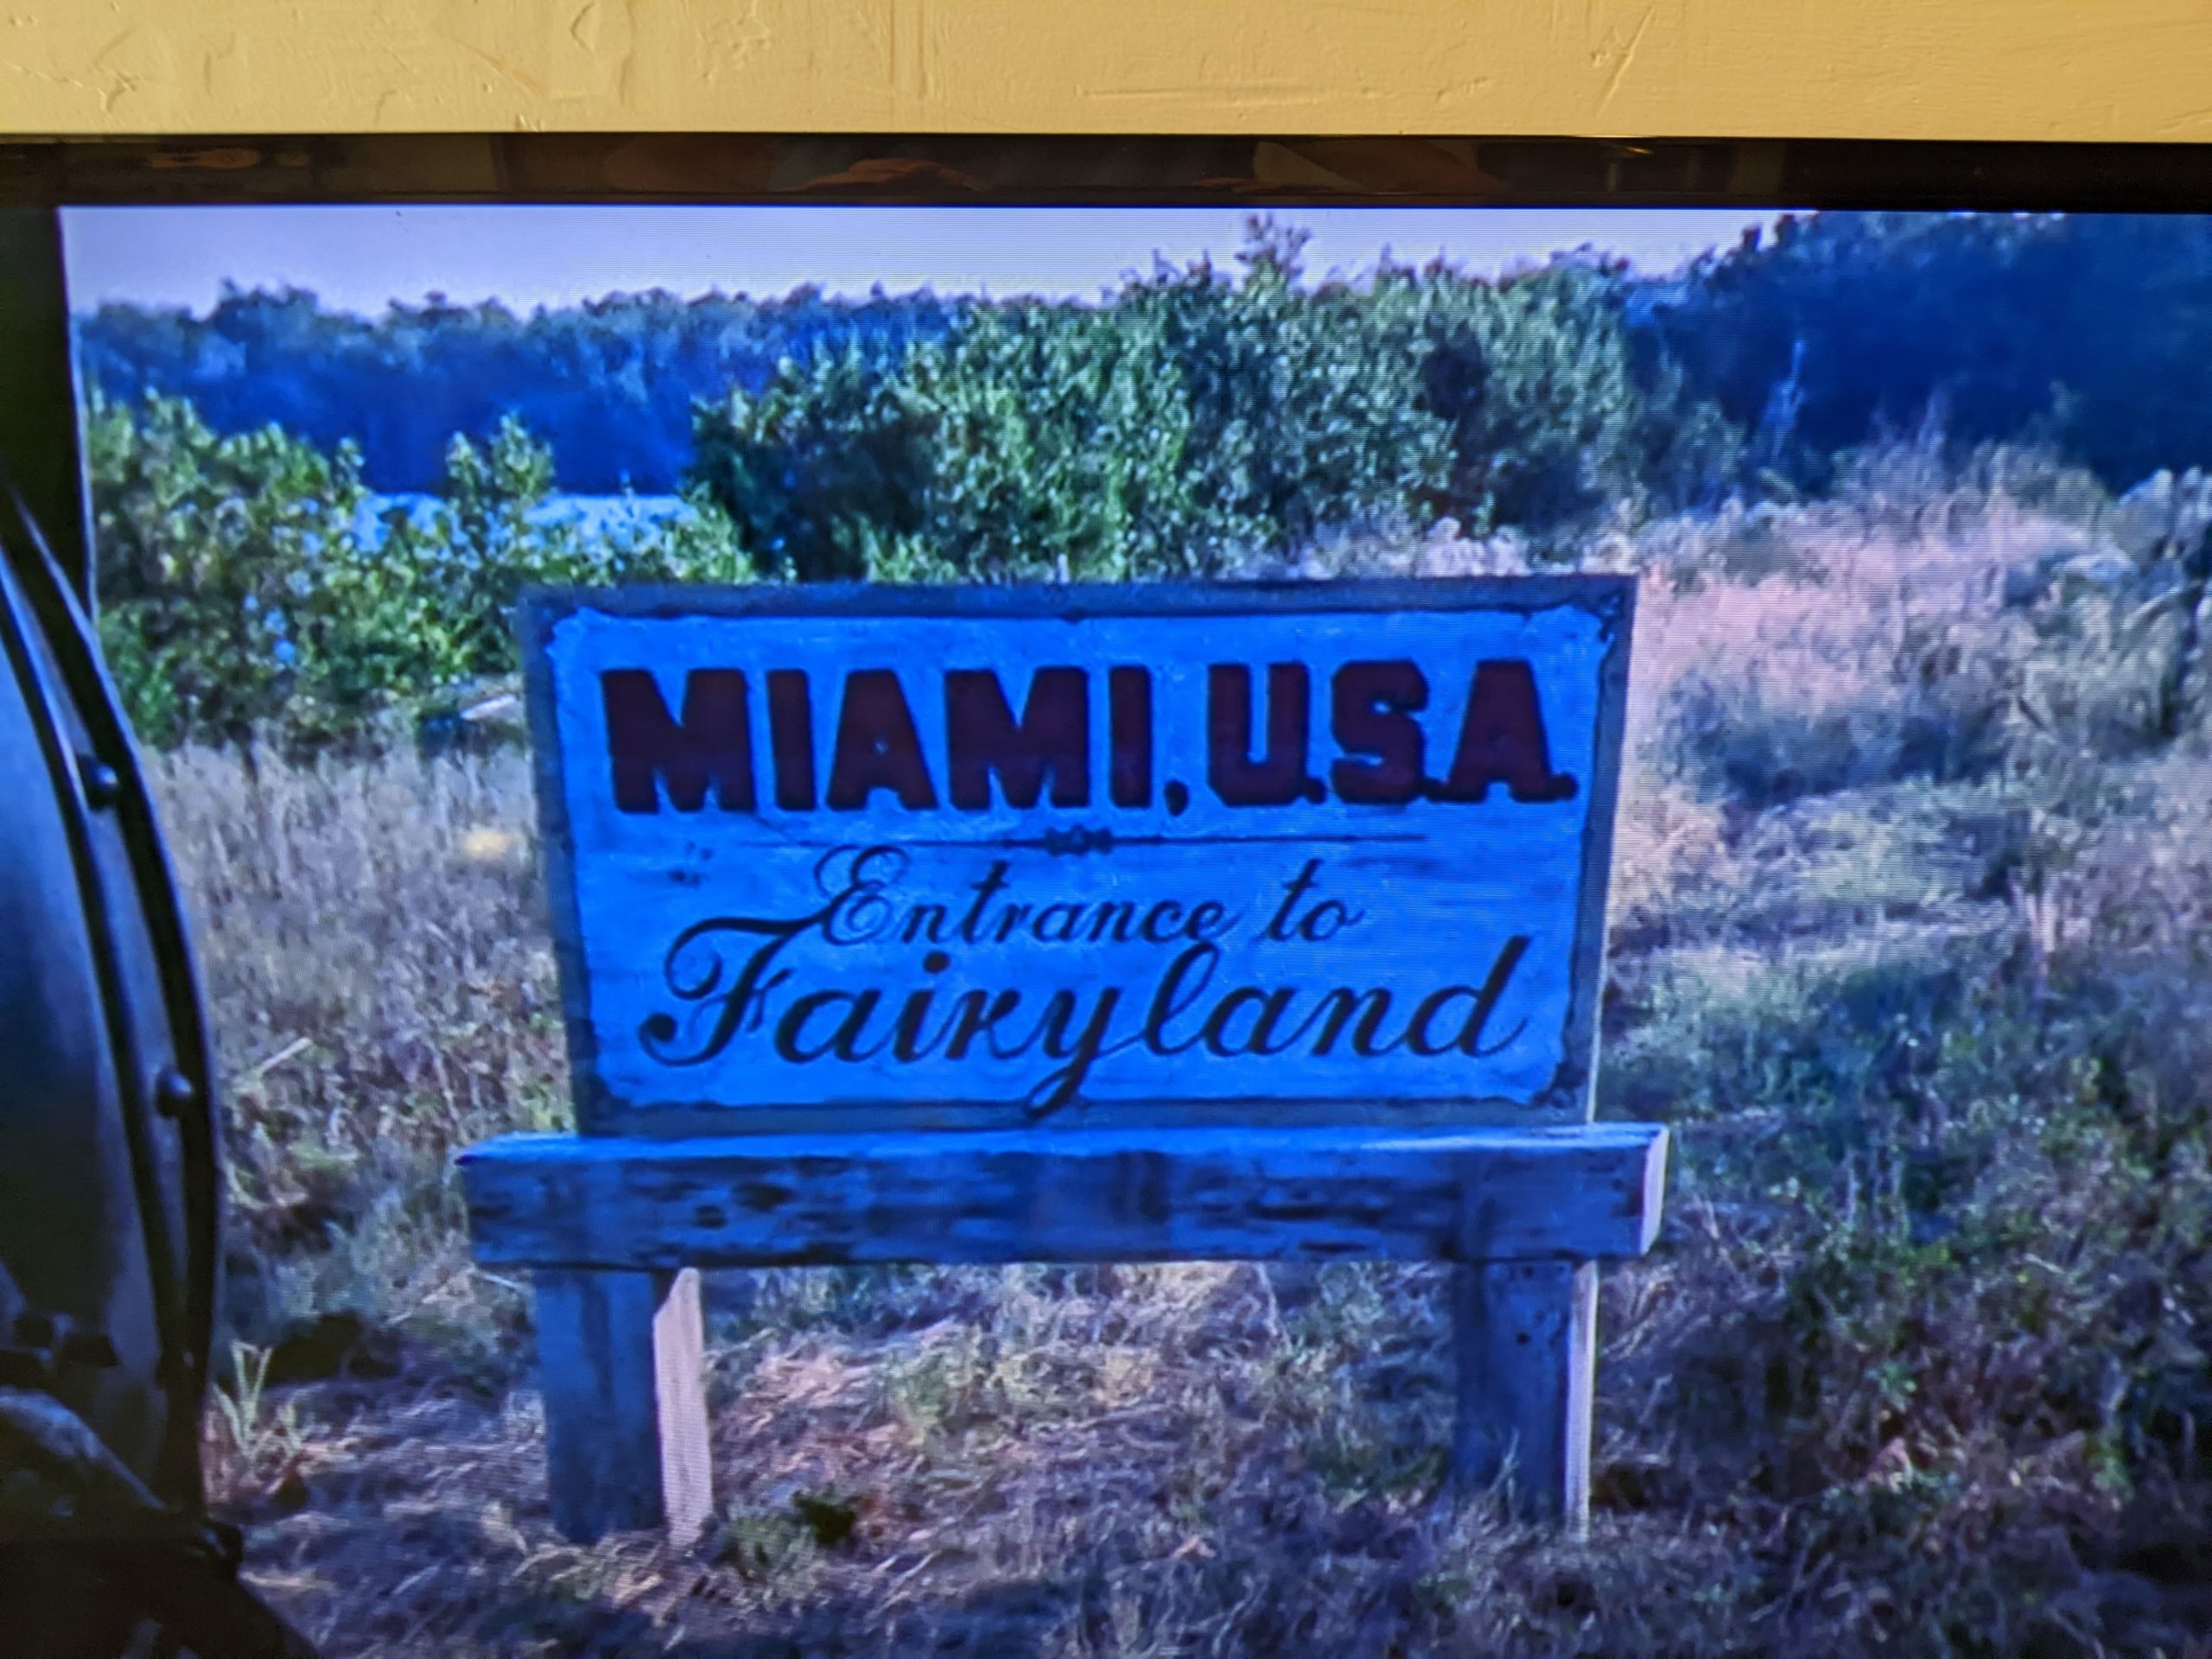 MIAMI, U.S.A.
Entrance to
Fairyland